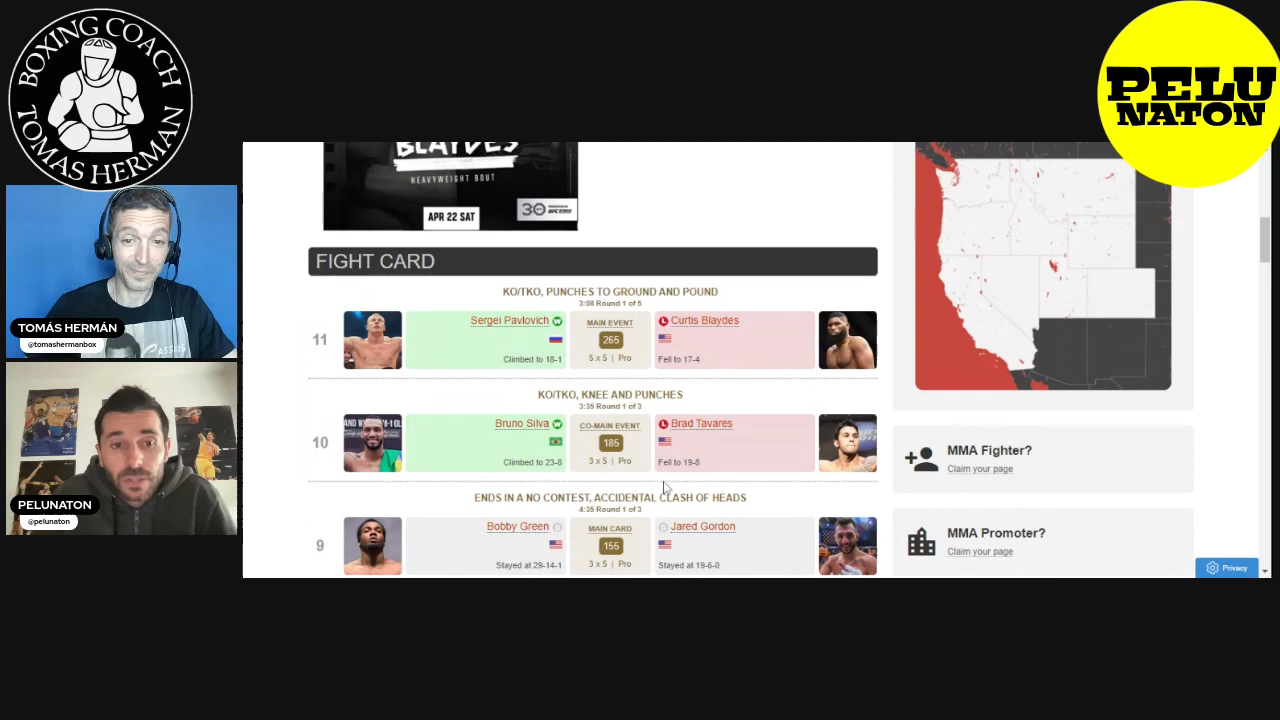 BOXING COACH
TOMAS HERMAN
PELU
NATON
BLAYDES
HEAVYWEIGHT BOUT
APR 22 SAT
30
FIGHT CARD
KO/TKO, PUNCHES TO GROUND AND POUND
3:08 Round 1 of 5
11
Sergei Pavlovich W
MAIN EVENT
L Curtis Blaydes
265
Climbed to 18-1
5 x 5 | Pro
Fell to 17-4
KO/TKO, KNEE AND PUNCHES
3:35 Round 1 of 3
10
Bruno Silva W
CO-MAIN EVENT
L Brad Tavares
185
Climbed to 23-8
3 x 5 | Pro
Fell to 19-8
ENDS IN A NO CONTEST, ACCIDENTAL CLASH OF HEADS
4:35 Round 1 of 3
9
Bobby Green
MAIN CARD
Jared Gordon
155
Stayed at 29-14-1
3 x 5 | Pro
Stayed at 19-6-0
MMA Fighter?
Claim your page
MMA Promoter?
Claim your page
Privacy
TOMÁS HERMÁN
@tomashermanbox
PELUNATON
@pelunaton